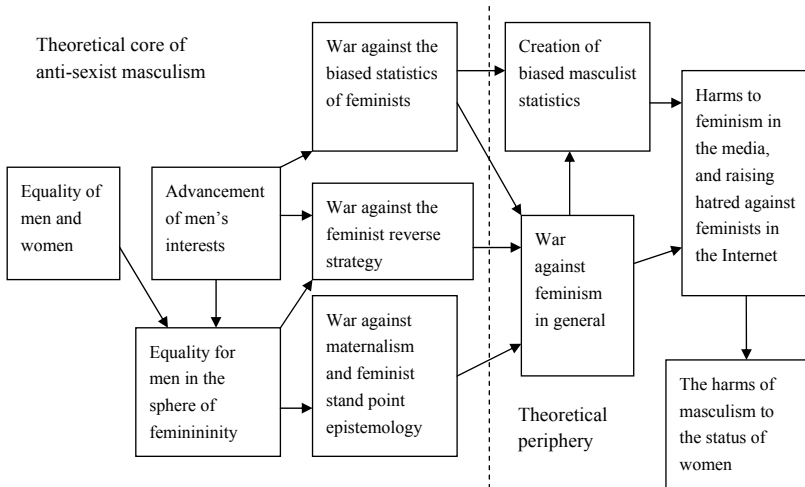 Theoretical core of
anti-sexist masculism
War against the
biased statistics
of feminists
Creation of
biased masculist
statistics
Harms to
feminism in
the media,
and raising
hatred against
feminists in
the Internet
Equality of
men and
women
Advancement
of men’s
interests
War against the
feminist reverse
strategy
War
against
feminism
in general
Equality for
men in the
sphere of
feminininity
War against
maternalism
and feminist
stand point
epistemology
Theoretical
periphery
The harms of
masculism to
the status of
women